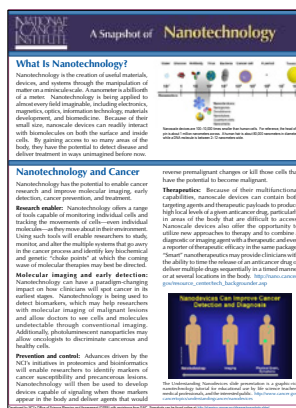 NATIONAL
CANCER
INSTITUTE
A Snapshot of Nanotechnology
What Is Nanotechnology?
Nanotechnology is the creation of useful materials,
devices, and systems through the manipulation of
matter on a miniscule scale. A nanometer is a billionth
of a meter. Nanotechnology is being applied to
almost every field imaginable, including electronics,
magnetics, optics, information technology, materials
development, and biomedicine. Because of their
small size, nanoscale devices can readily interact
with biomolecules on both the surface and inside
cells. By gaining access to so many areas of the
body, they have the potential to detect disease and
deliver treatment in ways unimagined before now.
Nanotechnology and Cancer
Nanotechnology has the potential to enable cancer
research and improve molecular imaging, early
detection, cancer prevention, and treatment.
Research enabler: Nanotechnology offers a range
of tools capable of monitoring individual cells and
tracking the movements of cells—even individual
molecules—as they move about in their environment.
Using such tools will enable researchers to study,
monitor, and alter the multiple systems that go awry
in the cancer process and identify key biochemical
and genetic "choke points" at which the coming
wave of molecular therapies may best be directed.
Molecular imaging and early detection:
Nanotechnology can have a paradigm-changing
impact on how clinicians will spot cancer in its
earliest stages. Nanotechnology is being used to
detect biomarkers, which may help researchers
with molecular imaging of malignant lesions
and allow doctors to see cells and molecules
undetectable through conventional imaging.
Additionally, photoluminescent nanoparticles may
allow oncologists to discriminate cancerous and
healthy cells.
Prevention and control: Advances driven by the
NCI's initiatives in proteomics and bioinformatics
will enable researchers to identify markers of
cancer susceptibility and precancerous lesions.
Nanotechnology will then be used to develop
devices capable of signaling when those markers
appear in the body and deliver agents that would
reverse premalignant changes or kill those cells tha
have the potential to become malignant.
Therapeutics: Because of their multifunctiona
capabilities, nanoscale devices can contain bot
targeting agents and therapeutic payloads to produc
high local levels of a given anticancer drug, particularl
in areas of the body that are difficult to acces
Nanoscale devices also offer the opportunity t
utilize new approaches to therapy and to combine
diagnostic or imaging agent with a therapeutic and eve
a reporter of therapeutic efficacy in the same packag
"Smart" nanotherapeutics may provide clinicians wit
the ability to time the release of an anticancer drug o
deliver multiple drugs sequentially in a timed manne
or at several locations in the body.
Nanodevices Can Improve Cancer
Detection and Diagnosis